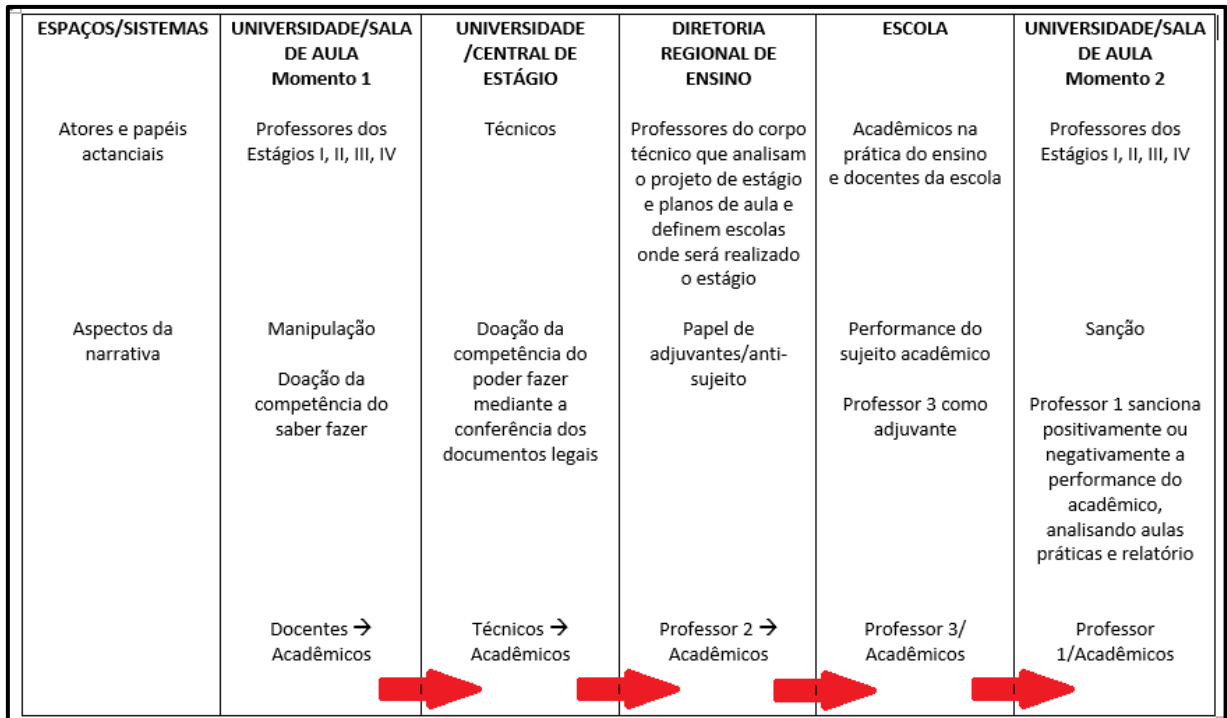 ESPAÇOS/SISTEMAS
UNIVERSIDADE/SALA
DE AULA
Momento 1
UNIVERSIDADE
/CENTRAL DE
ESTÁGIO
DIRETORIA
REGIONAL DE
ENSINO
ESCOLA
UNIVERSIDADE/SALA
DE AULA
Momento 2
Atores e papéis
actanciais
Professores dos
Estágios I, II, III, IV
Técnicos
Professores do corpo
técnico que analisam
o projeto de estágio
e planos de aula e
definem escolas
onde será realizado
o estágio
Acadêmicos na
prática do ensino
e docentes da escola
Professores dos
Estágios I, II, III, IV
Aspectos da
narrativa
Manipulação
Doação da
competência do
saber fazer
Doação da
competência do
poder fazer
mediante a
conferência dos
documentos legais
Papel de
adjuvantes/anti-
sujeito
Performance do
sujeito acadêmico
Professor 3 como
adjuvante
Sanção
Professor 1 sanciona
positivamente ou
negativamente a
performance do
acadêmico,
analisando aulas
práticas e relatório
Docentes →
Acadêmicos
Técnicos →
Acadêmicos
Professor 2 →
Acadêmicos
Professor 3/
Acadêmicos
Professor
1/Acadêmicos